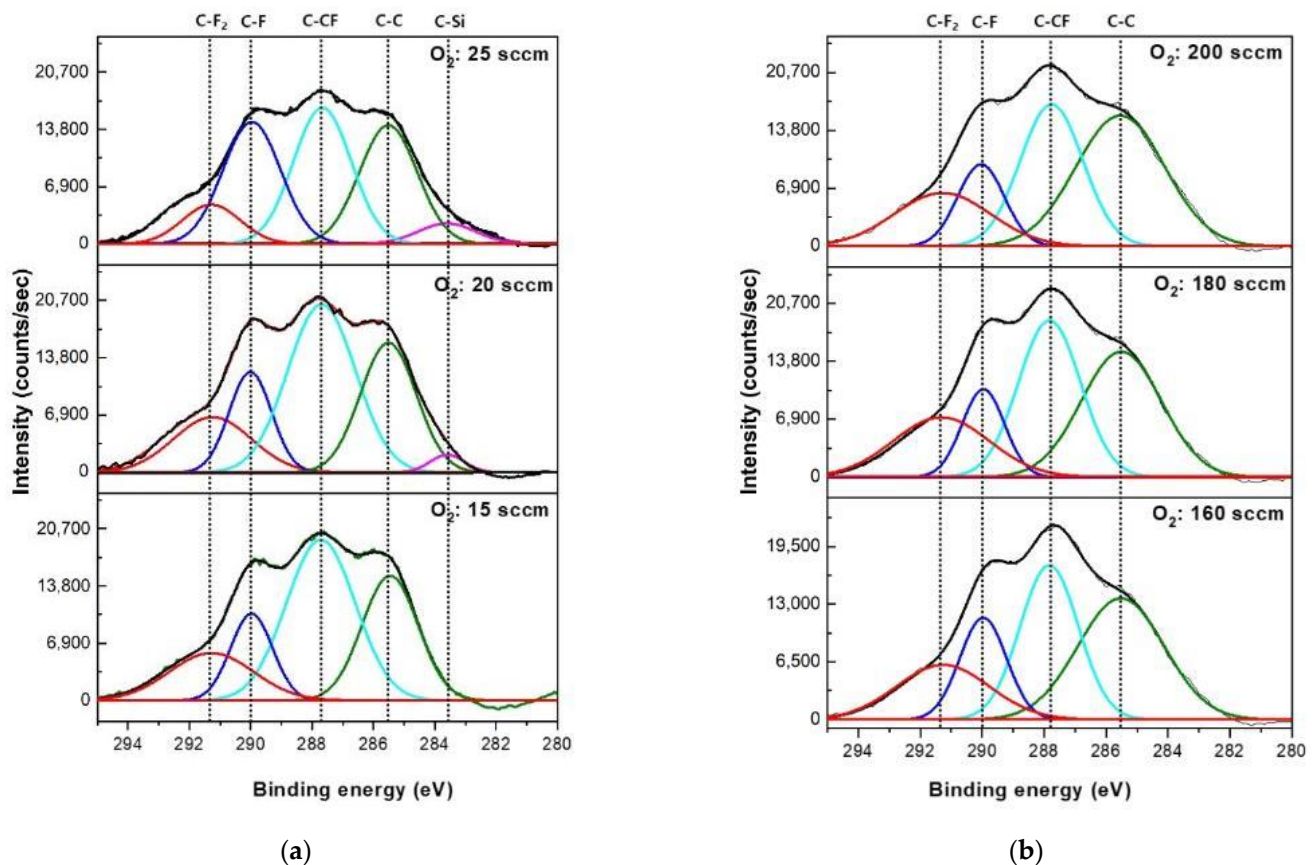 C-F₂ C-F C-CF C-C C-Si
O₂: 25 sccm
20,700
13,800
6,900
0
O₂: 20 sccm
20,700
13,800
6,900
0
O₂: 15 sccm
20,700
13,800
6,900
0
294 292 290 288 286 284 282 280
Intensity (counts/sec)
Binding energy (eV)
(a)
C-F₂ C-F C-CF C-C
O₂: 200 sccm
20,700
13,800
6,900
0
O₂: 180 sccm
20,700
13,800
6,900
0
O₂: 160 sccm
19,500
13,000
6,500
0
294 292 290 288 286 284 282 280
Intensity (counts/sec)
Binding energy (eV)
(b)